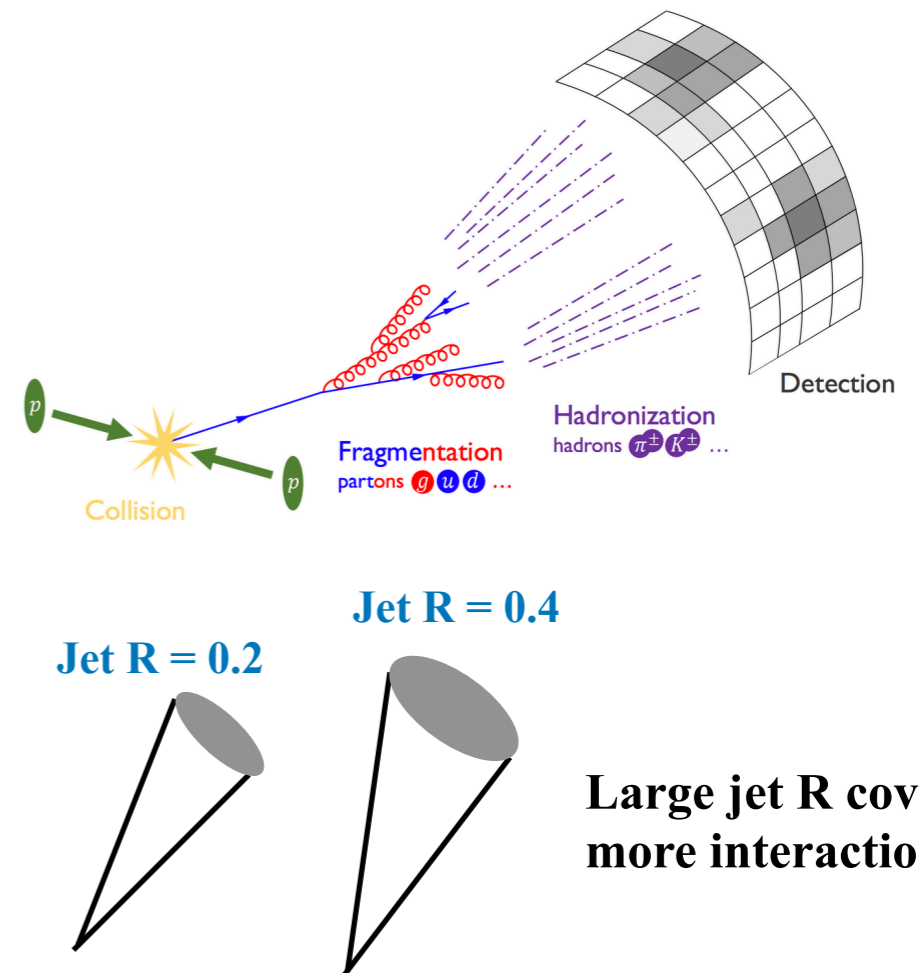 Detection
Hadronization
hadrons π± K± ...
Fragmentation
partons g u d ...
p
p
Collision
Jet R = 0.4
Jet R = 0.2
Large jet R cov
more interactio